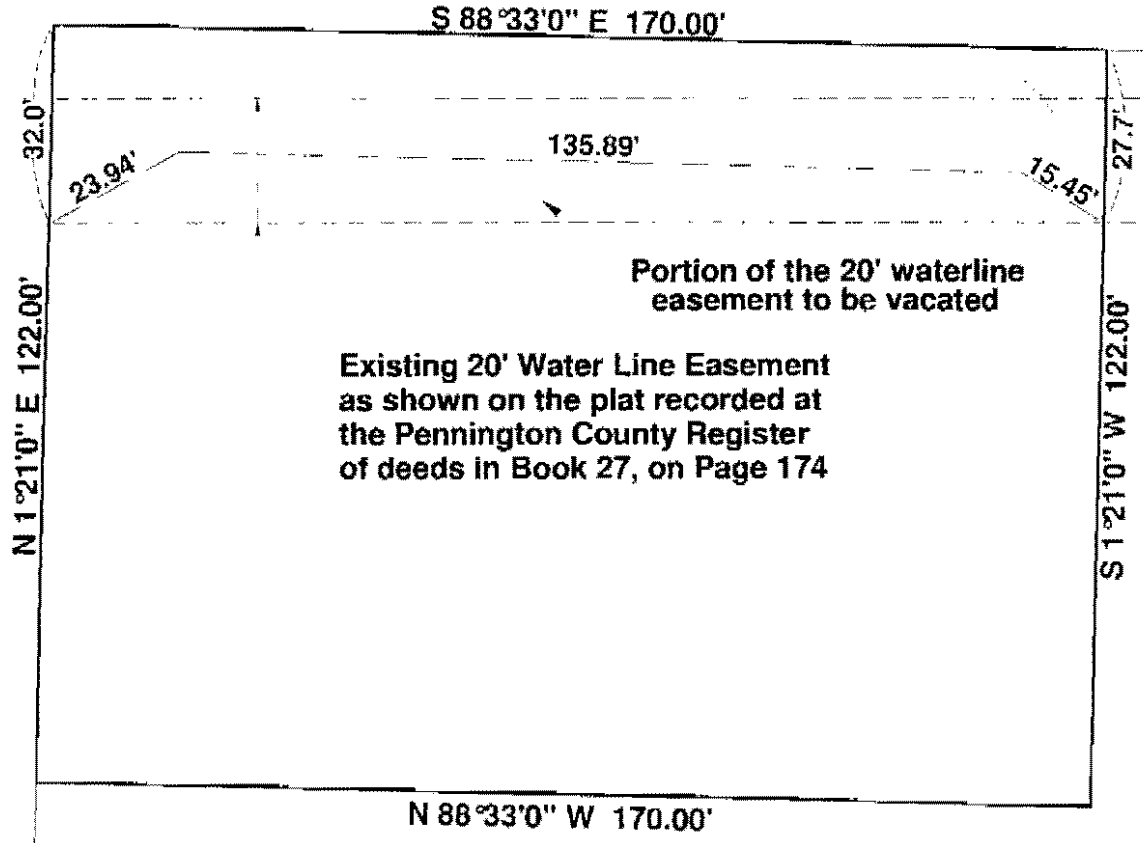 S 88°33'0" E 170.00'
32.0'
27.7'
135.89'
23.94'
15.45'
Portion of the 20' waterline
easement to be vacated
N 1°21'0" E 122.00'
S 1°21'0" W 122.00'
Existing 20' Water Line Easement
as shown on the plat recorded at
the Pennington County Register
of deeds in Book 27, on Page 174
N 88°33'0" W 170.00'